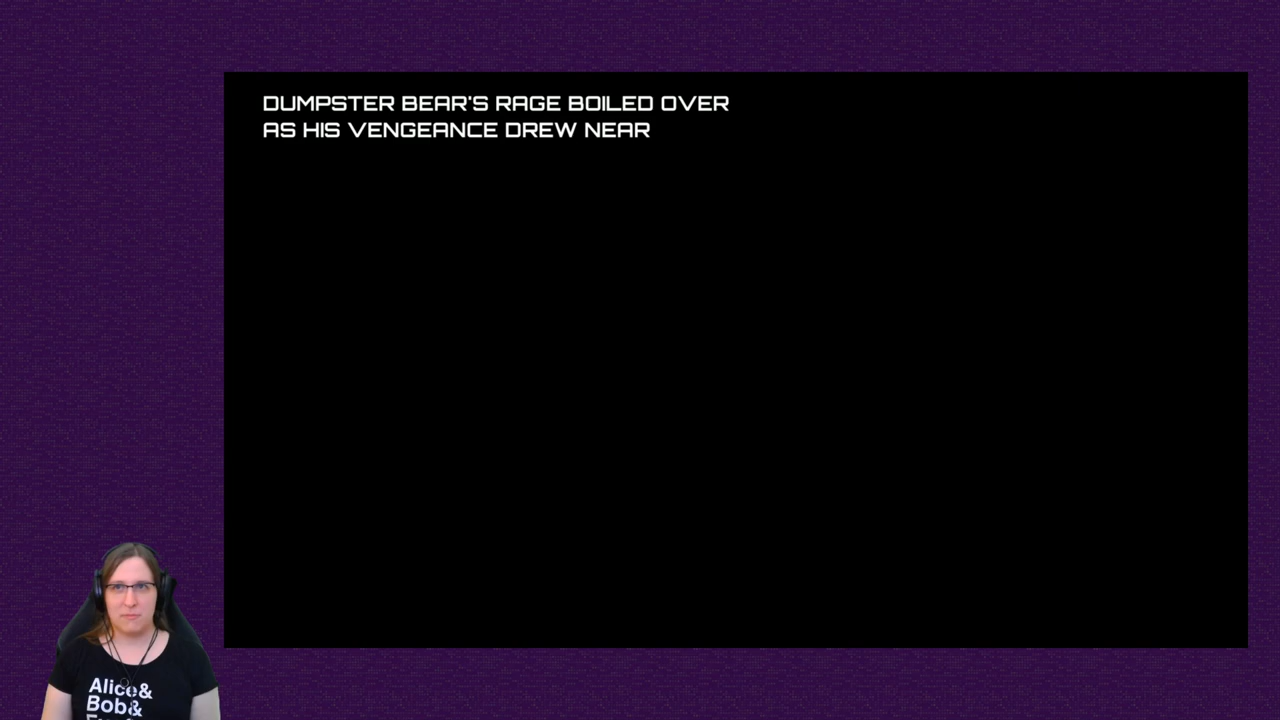 DUMPSTER BEAR'S RAGE BOILED OVER
AS HIS VENGEANCE DREW NEAR
Alice&
Bob&